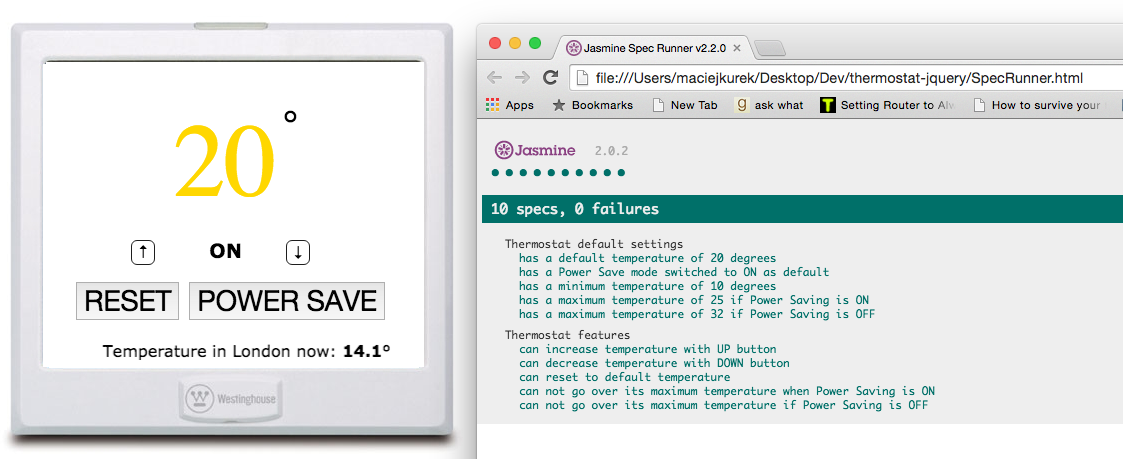 20°
↑ ON ↓
RESET POWER SAVE
Temperature in London now: 14.1°
W Westinghouse
Jasmine Spec Runner v2.2.0
file:///Users/maciejkurek/Desktop/Dev/thermostat-jquery/SpecRunner.html
Apps Bookmarks New Tab g ask what T Setting Router to Alw How to survive your
Jasmine 2.0.2
10 specs, 0 failures
Thermostat default settings
has a default temperature of 20 degrees
has a Power Save mode switched to ON as default
has a minimum temperature of 10 degrees
has a maximum temperature of 25 if Power Saving is ON
has a maximum temperature of 32 if Power Saving is OFF
Thermostat features
can increase temperature with UP button
can decrease temperature with DOWN button
can reset to default temperature
can not go over its maximum temperature when Power Saving is ON
can not go over its maximum temperature if Power Saving is OFF